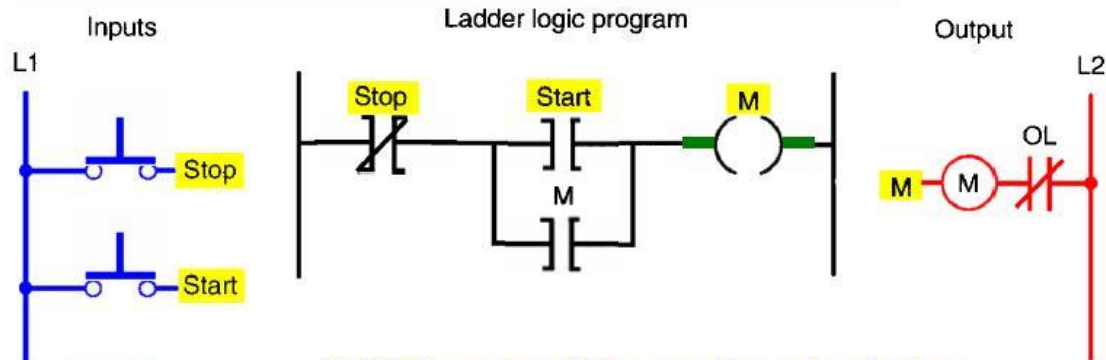 Inputs
Ladder logic program
Output
L1
L2
Stop
Start
M
Stop
OL
M
M
M
Start